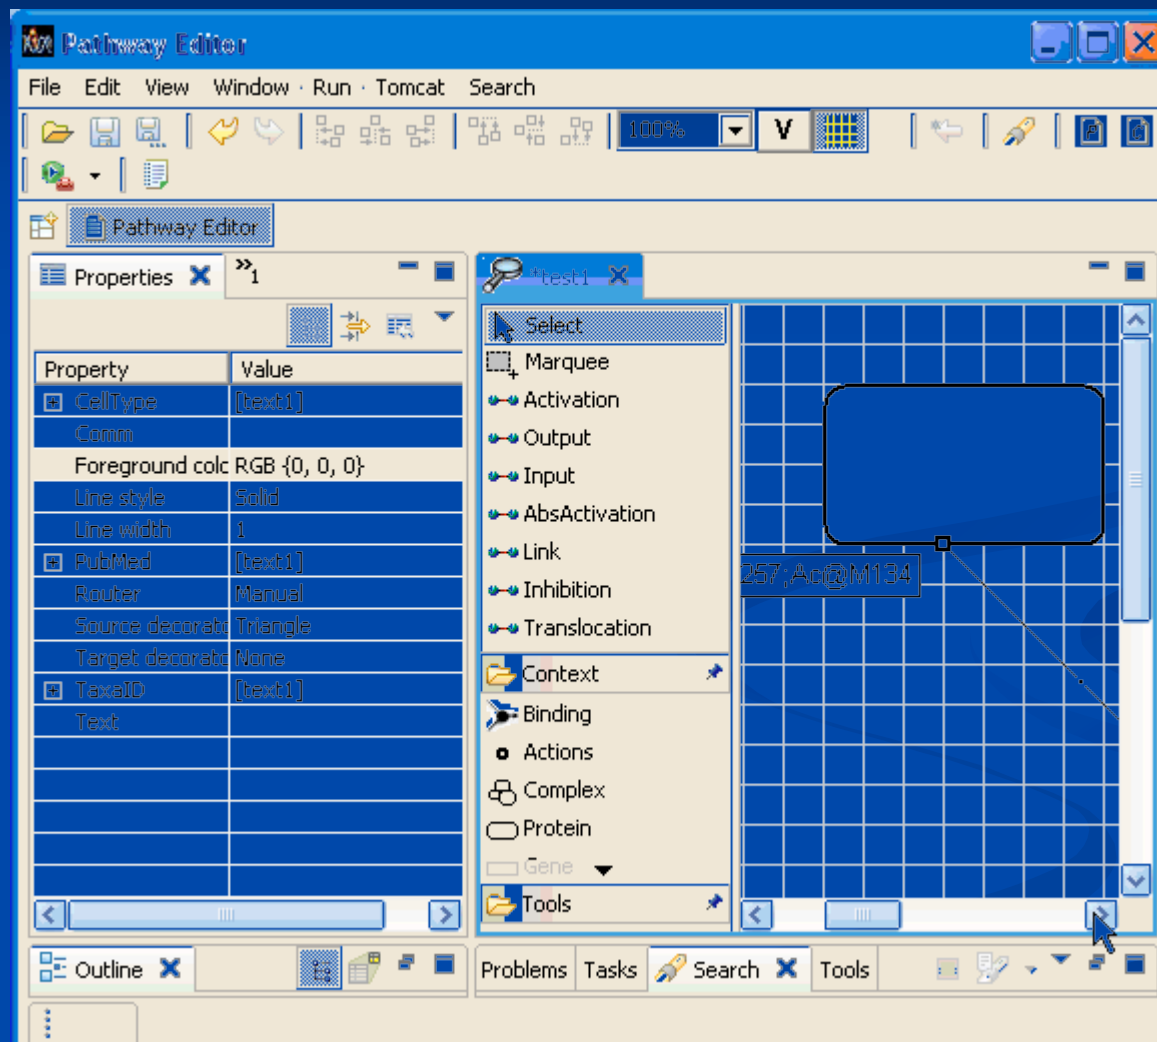 Pathway Editor
File Edit View Window Run Tomcat Search
100% V
Pathway Editor
Properties »1
*test1
Property Value
CellType [text1]
Comm
Foreground colc RGB {0, 0, 0}
Line style Solid
Line width 1
PubMed [text1]
Router Manual
Source decorato Triangle
Target decorato None
TaxaID [text1]
Text
Select
Marquee
Activation
Output
Input
AbsActivation
Link
Inhibition
Translocation
Context
Binding
Actions
Complex
Protein
Gene
Tools
257;Ac@M134
Outline
Problems Tasks Search Tools